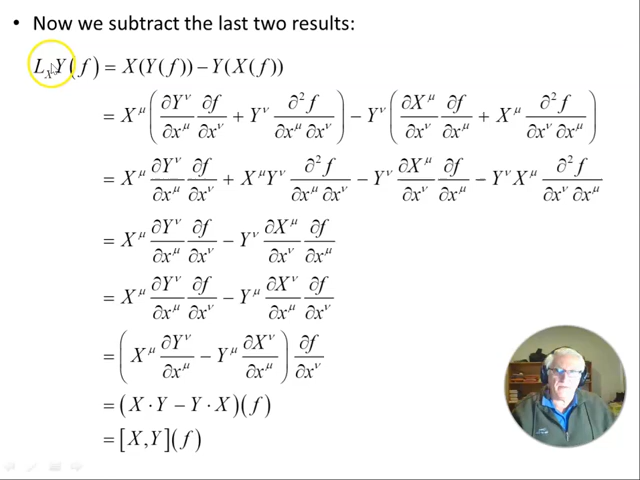 • Now we subtract the last two results:
L_X Y(f) = X(Y(f)) − Y(X(f))
= X^μ (∂Y^ν/∂x^μ ∂f/∂x^ν + Y^ν ∂²f/∂x^μ ∂x^ν) − Y^ν (∂X^μ/∂x^ν ∂f/∂x^μ + X^μ ∂²f/∂x^ν ∂x^μ)
= X^μ ∂Y^ν/∂x^μ ∂f/∂x^ν + X^μ Y^ν ∂²f/∂x^μ ∂x^ν − Y^ν ∂X^μ/∂x^ν ∂f/∂x^μ − Y^ν X^μ ∂²f/∂x^ν ∂x^μ
= X^μ ∂Y^ν/∂x^μ ∂f/∂x^ν − Y^ν ∂X^μ/∂x^ν ∂f/∂x^μ
= X^μ ∂Y^ν/∂x^μ ∂f/∂x^ν − Y^μ ∂X^ν/∂x^μ ∂f/∂x^ν
= (X^μ ∂Y^ν/∂x^μ − Y^μ ∂X^ν/∂x^μ) ∂f/∂x^ν
= (X · Y − Y · X)(f)
= [X, Y](f)